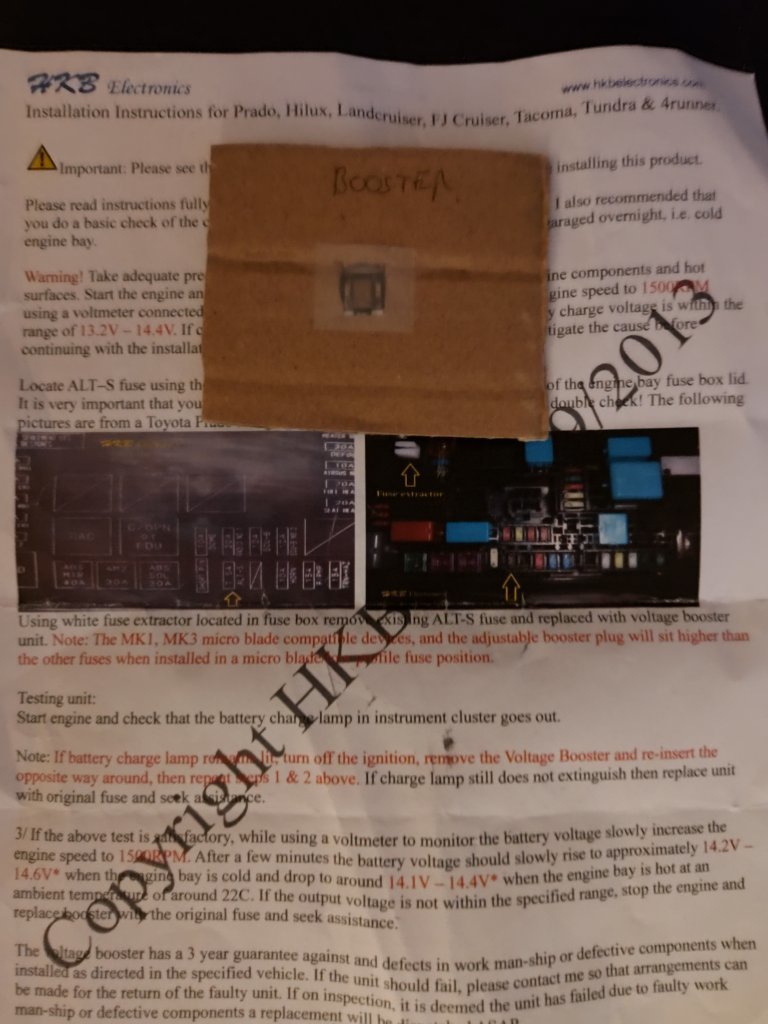 HKB Electronics www.hkbelectronics.com
Installation Instructions for Prado, Hilux, Landcruiser, FJ Cruiser, Tacoma, Tundra & 4runner.
Important: Please see th installing this product.
BOOSTER
Please read instructions fully I also recommended that
you do a basic check of the c garaged overnight, i.e. cold
engine bay.
Warning! Take adequate pre ine components and hot
surfaces. Start the engine an gine speed to 1500RPM
using a voltmeter connected y charge voltage is within the
range of 13.2V – 14.4V. If c tigate the cause before
continuing with the installat
Locate ALT–S fuse using th of the engine bay fuse box lid.
It is very important that you double check! The following
pictures are from a Toyota
Fuse extractor
Using white fuse extractor located in fuse box remove existing ALT-S fuse and replaced with voltage booster
unit. Note: The MK1, MK3 micro blade compatible devices, and the adjustable booster plug will sit higher than
the other fuses when installed in a micro blade profile fuse position.
Testing unit:
Start engine and check that the battery charge lamp in instrument cluster goes out.
Note: If battery charge lamp remains lit, turn off the ignition, remove the Voltage Booster and re-insert the
opposite way around, then repeat steps 1 & 2 above. If charge lamp still does not extinguish then replace unit
with original fuse and seek assistance.
3/ If the above test is satisfactory, while using a voltmeter to monitor the battery voltage slowly increase the
engine speed to 1500RPM. After a few minutes the battery voltage should slowly rise to approximately 14.2V –
14.6V* when the engine bay is cold and drop to around 14.1V – 14.4V* when the engine bay is hot at an
ambient temperature of around 22C. If the output voltage is not within the specified range, stop the engine and
replace booster with the original fuse and seek assistance.
The voltage booster has a 3 year guarantee against and defects in work man-ship or defective components when
installed as directed in the specified vehicle. If the unit should fail, please contact me so that arrangements can
be made for the return of the faulty unit. If on inspection, it is deemed the unit has failed due to faulty work
man-ship or defective components a replacement will be
Copyright HKB 9/2013